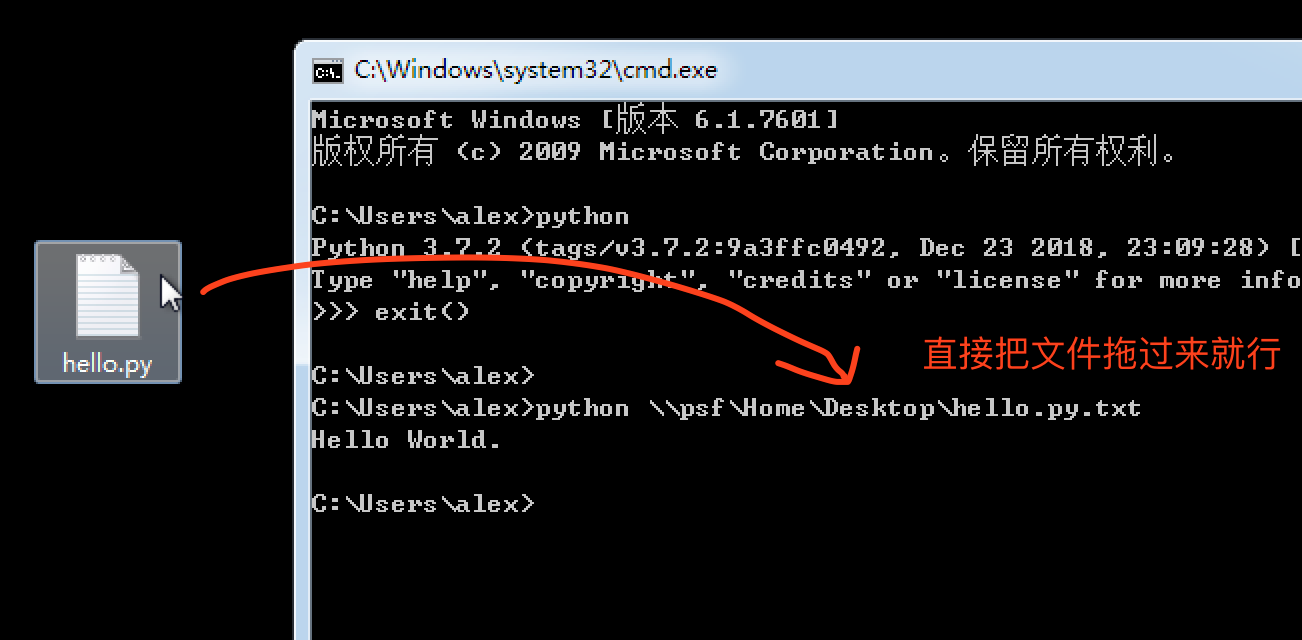 C:\Windows\system32\cmd.exe
Microsoft Windows [版本 6.1.7601]
版权所有 (c) 2009 Microsoft Corporation。保留所有权利。
C:\Users\alex>python
Python 3.7.2 (tags/v3.7.2:9a3ffc0492, Dec 23 2018, 23:09:28) [
Type "help", "copyright", "credits" or "license" for more info
>>> exit()
C:\Users\alex>
C:\Users\alex>python \\psf\Home\Desktop\hello.py.txt
Hello World.
C:\Users\alex>
hello.py
直接把文件拖过来就行